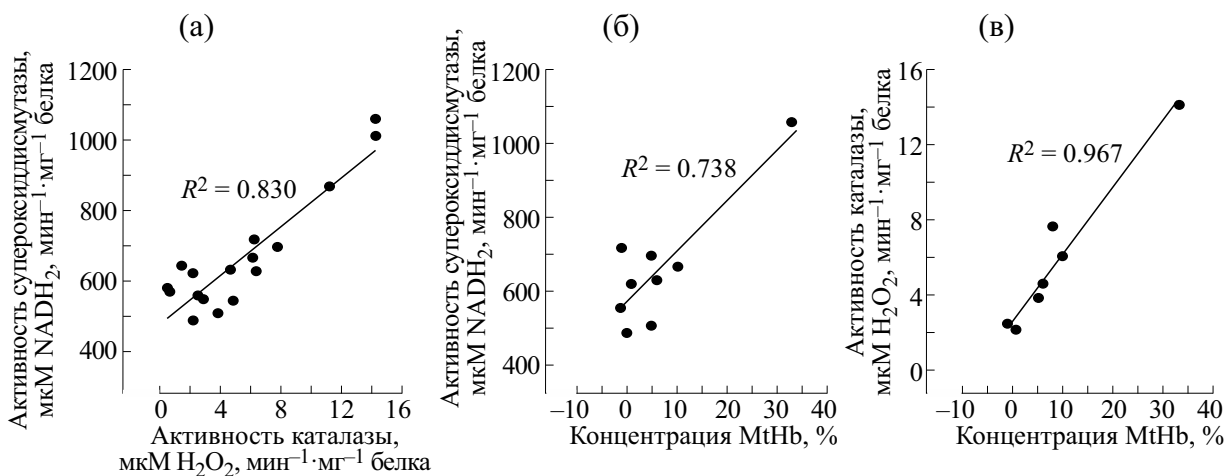 (а)
Активность супероксиддисмутазы,
мкМ NADH₂, мин⁻¹·мг⁻¹ белка
1200
1000
800
600
400
R² = 0.830
0 4 8 12 16
Активность каталазы,
мкМ H₂O₂, мин⁻¹·мг⁻¹ белка
(б)
Активность супероксиддисмутазы,
мкМ NADH₂, мин⁻¹·мг⁻¹ белка
1200
1000
800
600
400
R² = 0.738
−10 0 10 20 30 40
Концентрация MtHb, %
(в)
Активность каталазы,
мкМ H₂O₂, мин⁻¹·мг⁻¹ белка
16
12
8
4
0
R² = 0.967
−10 0 10 20 30 40
Концентрация MtHb, %